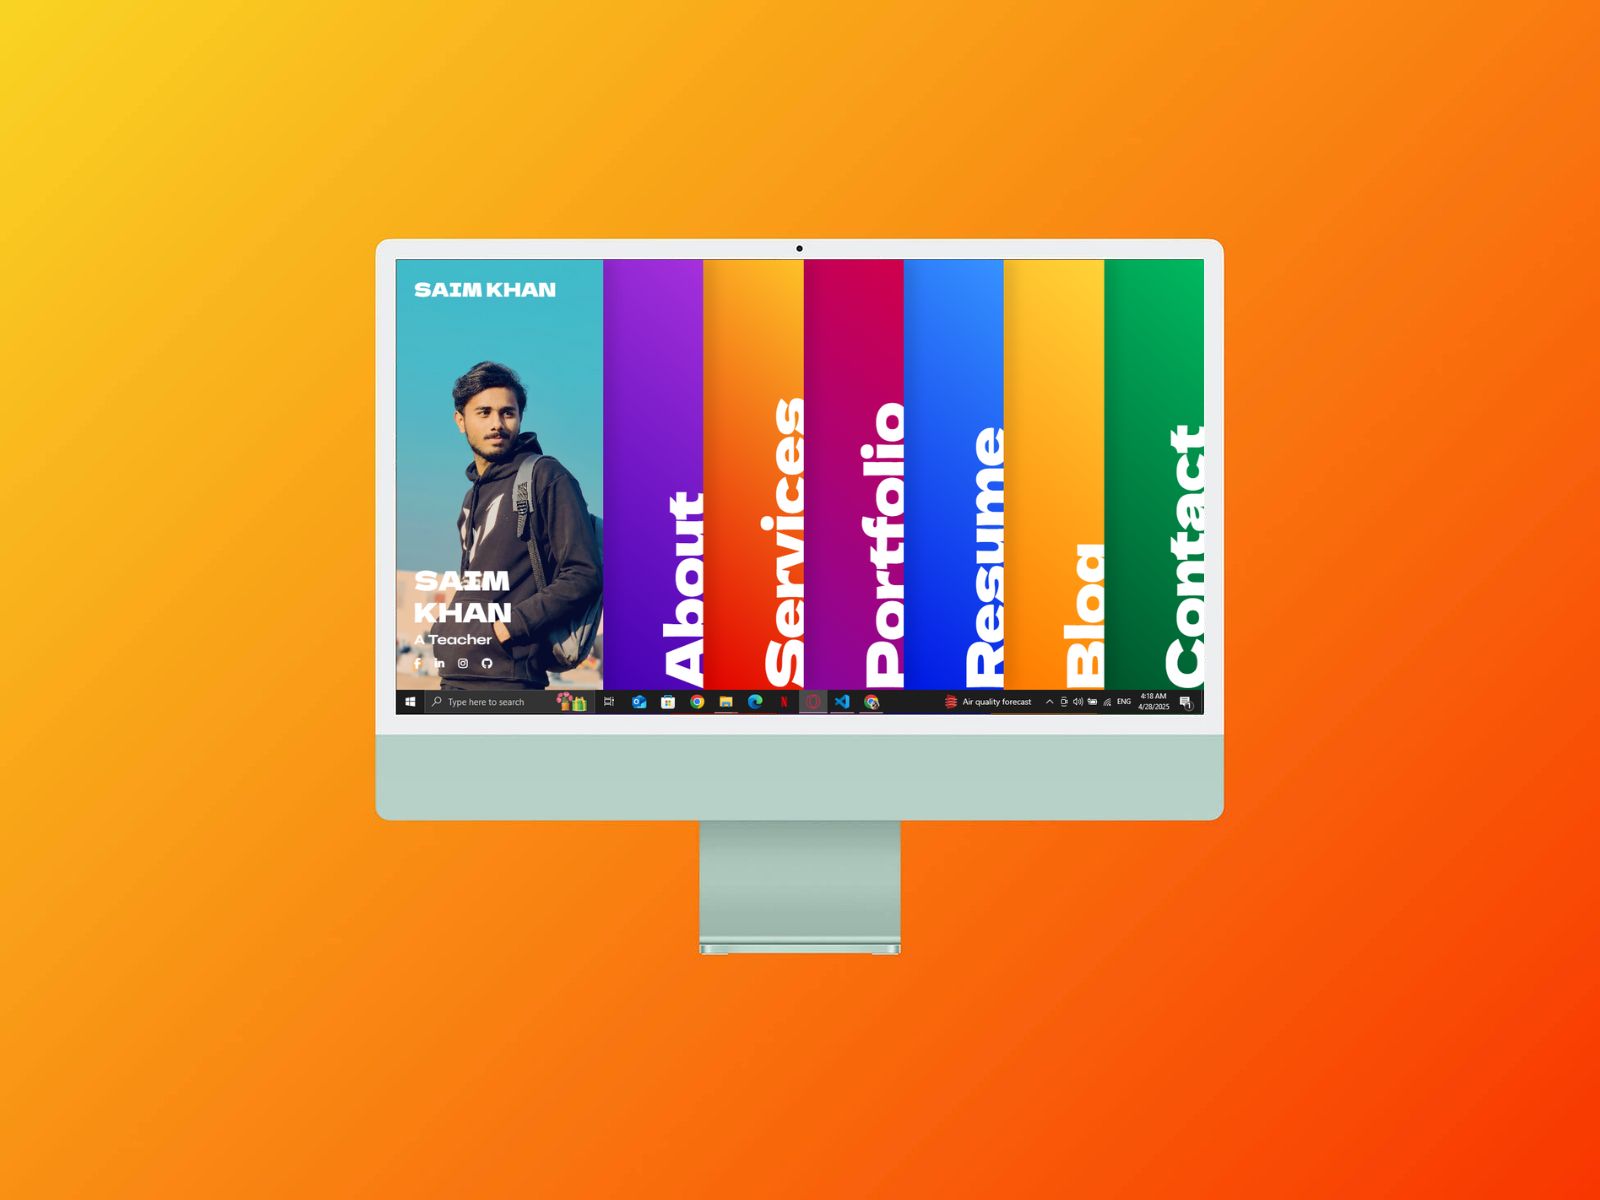 SAIM KHAN
SAIM
KHAN
A Teacher
About
Services
Portfolio
Resume
Blog
Contact
Type here to search
Air quality forecast
ENG
4:18 AM
4/28/2025
1